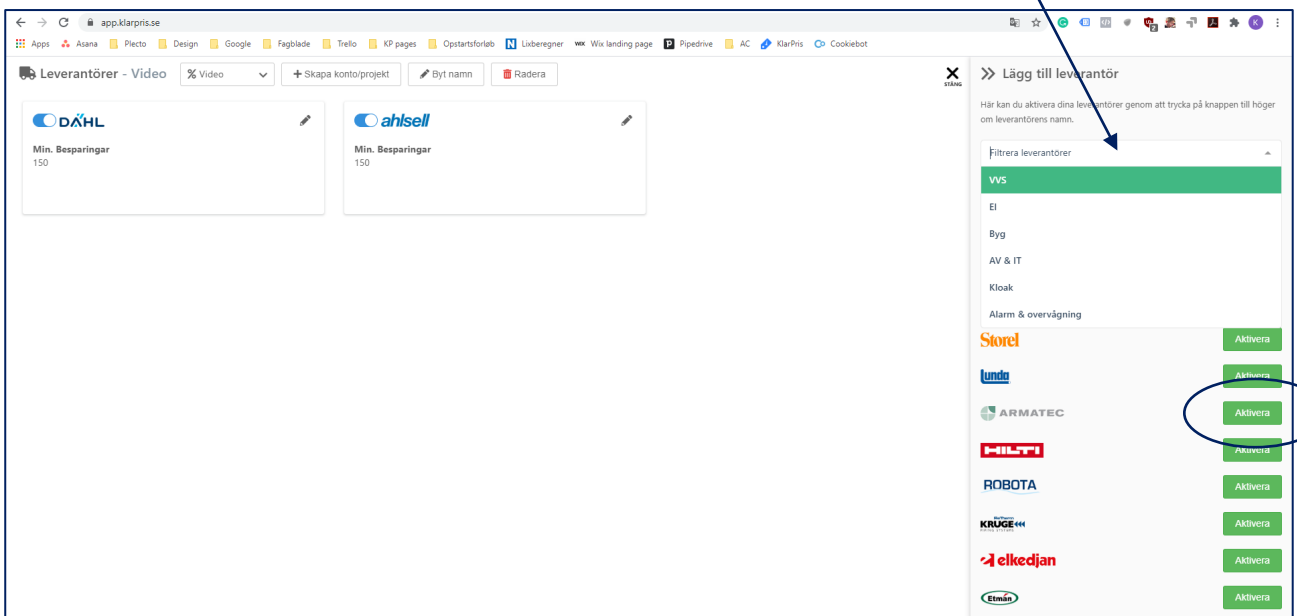 app.klarpris.se
Apps Asana Plecto Design Google Fagblade Trello KP pages Opstartsforløb Lixberegner WIX Wix landing page Pipedrive AC KlarPris Cookiebot
Leverantörer - Video % Video + Skapa konto/projekt Byt namn Radera
X
STÄNG
DAHL
Min. Besparingar
150
ahlsell
Min. Besparingar
150
Lägg till leverantör
Här kan du aktivera dina leverantörer genom att trycka på knappen till höger
om leverantörens namn.
Filtrera leverantörer
VVS
El
Byg
AV & IT
Kloak
Alarm & overvågning
Storel Aktivera
Lunda Aktivera
ARMATEC Aktivera
HILTI Aktivera
ROBOTA Aktivera
KRUGE Aktivera
elkedjan Aktivera
Etman Aktivera